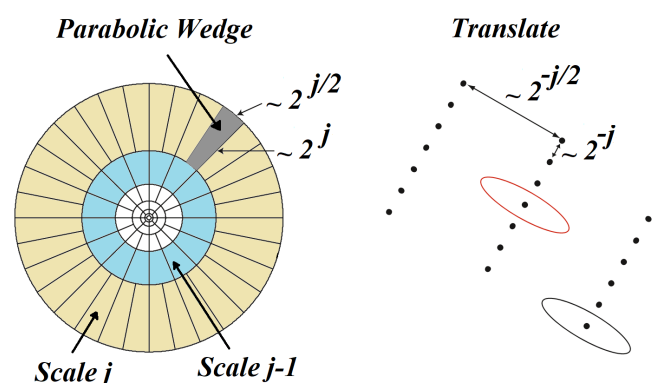 Parabolic Wedge
Translate
~ 2^j/2
~ 2^j
~ 2^-j/2
~ 2^-j
Scale j
Scale j-1